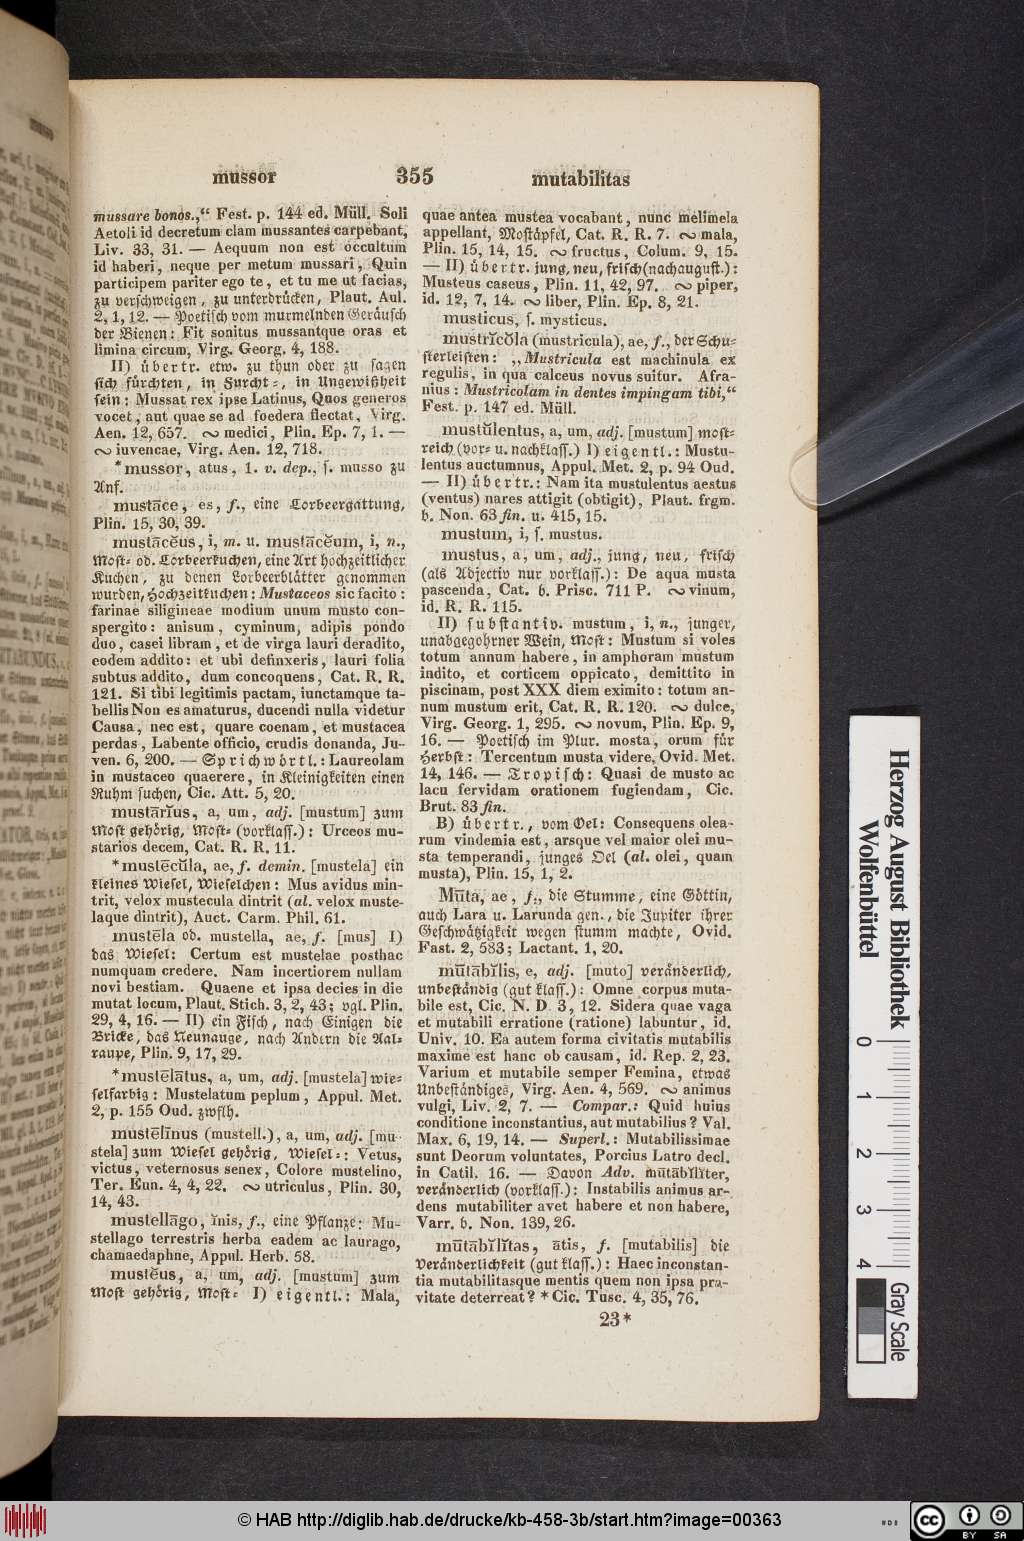 mussor 355 mutabilitas
mussare bonos.,“ Fest. p. 144 ed. Müll. Soli
Aetoli id decretum clam mussantes carpebant,
Liv. 33, 31. — Aequum non est occultum
id haberi, neque per metum mussari, Quin
participem pariter ego te, et tu me ut facias,
zu verschweigen, zu unterdrücken, Plaut. Aul.
2, 1, 12. — Poetisch vom murmelnden Geräusch
der Bienen: Fit sonitus mussantque oras et
limina circum, Virg. Georg. 4, 188.
II) übertr. etw. zu thun oder zu sagen
sich fürchten, in Furcht=, in Ungewißheit
sein: Mussat rex ipse Latinus, Quos generos
vocet, aut quae se ad foedera flectat, Virg.
Aen. 12, 657. ∾ medici, Plin. Ep. 7, 1. —
∾ iuvencae, Virg. Aen. 12, 718.
*mussor, atus, 1. v. dep., s. musso zu
Anf.
mustāce, es, f., eine Lorbeergattung,
Plin. 15, 30, 39.
mustācĕus, i, m. u. mustācĕum, i, n.,
Most= od. Lorbeerkuchen, eine Art hochzeitlicher
Kuchen, zu denen Lorbeerblätter genommen
wurden, Hochzeitkuchen: Mustaceos sic facito:
farinae siligineae modium unum musto con-
spergito: anisum, cyminum, adipis pondo
duo, casei libram, et de virga lauri deradito,
eodem addito: et ubi definxeris, lauri folia
subtus addito, dum concoquens, Cat. R. R.
121. Si tibi legitimis pactam, iunctamque ta-
bellis Non es amaturus, ducendi nulla videtur
Causa, nec est, quare coenam, et mustacea
perdas, Labente officio, crudis donanda, Ju-
ven. 6, 200. — Sprichwörtl.: Laureolam
in mustaceo quaerere, in Kleinigkeiten einen
Ruhm suchen, Cic. Att. 5, 20.
mustārĭus, a, um, adj. [mustum] zum
Most gehörig, Most= (vorklass.): Urceos mu-
starios decem, Cat. R. R. 11.
*mustēcŭla, ae, f. demin. [mustela] ein
kleines Wiesel, Wieselchen: Mus avidus min-
trit, velox mustecula dintrit (al. velox muste-
laque dintrit), Auct. Carm. Phil. 61.
mustēla od. mustella, ae, f. [mus] I)
das Wiesel: Certum est mustelae posthac
numquam credere. Nam incertiorem nullam
novi bestiam. Quaene et ipsa decies in die
mutat locum, Plaut. Stich. 3, 2, 43; vgl. Plin.
29, 4, 16. — II) ein Fisch, nach Einigen die
Bricke, das Neunauge, nach Andern die Aal=
raupe, Plin. 9, 17, 29.
*mustēlātus, a, um, adj. [mustela] wie=
selfarbig: Mustelatum peplum, Appul. Met.
2, p. 155 Oud. zwslh.
mustēlīnus (mustell.), a, um, adj. [mu-
stela] zum Wiesel gehörig, Wiesel=: Vetus,
victus, veternosus senex, Colore mustelino,
Ter. Eun. 4, 4, 22. ∾ utriculus, Plin. 30,
14, 43.
mustellāgo, ĭnis, f., eine Pflanze: Mu-
stellago terrestris herba eadem ac laurago,
chamaedaphne, Appul. Herb. 58.
mustĕus, a, um, adj. [mustum] zum
Most gehörig, Most= I) eigentl.: Mala,
quae antea mustea vocabant, nunc melimela
appellant, Mostäpfel, Cat. R. R. 7. ∾ mala,
Plin. 15, 14, 15. ∾ fructus, Colum. 9, 15.
— II) übertr. jung, neu, frisch (nachaugust.):
Musteus caseus, Plin. 11, 42, 97. ∾ piper,
id. 12, 7, 14. ∾ liber, Plin. Ep. 8, 21.
musticus, s. mysticus.
mustrĭcŏla (mustricula), ae, f., der Schu=
sterleisten: „Mustricula est machinula ex
regulis, in qua calceus novus suitur. Afra-
nius: Mustricolam in dentes impingam tibi,“
Fest. p. 147 ed. Müll.
mustŭlentus, a, um, adj. [mustum] most=
reich (vor= u. nachklass.) I) eigentl.: Mustu-
lentus auctumnus, Appul. Met. 2, p. 94 Oud.
— II) übertr.: Nam ita mustulentus aestus
(ventus) nares attigit (obtigit), Plaut. frgm.
b. Non. 63 fin. u. 415, 15.
mustum, i, s. mustus.
mustus, a, um, adj., jung, neu, frisch
(als Adjectiv nur vorklass.): De aqua musta
pascenda, Cat. b. Prisc. 711 P. ∾ vinum,
id. R. R. 115.
II) substantiv. mustum, i, n., junger,
unabgegohrner Wein, Most: Mustum si voles
totum annum habere, in amphoram mustum
indito, et corticem oppicato, demittito in
piscinam, post XXX diem eximito: totum an-
num mustum erit, Cat. R. R. 120. ∾ dulce,
Virg. Georg. 1, 295. ∾ novum, Plin. Ep. 9,
16. — Poetisch im Plur. mosta, orum für
Herbst: Tercentum musta videre, Ovid. Met.
14, 146. — Tropisch: Quasi de musto ac
lacu fervidam orationem fugiendam, Cic.
Brut. 83 fin.
B) übertr., vom Oel: Consequens olea-
rum vindemia est, arsque vel maior olei mu-
sta temperandi, junges Oel (al. olei, quam
musta), Plin. 15, 1, 2.
Mūta, ae, f., die Stumme, eine Göttin,
auch Lara u. Larunda gen., die Jupiter ihrer
Geschwätzigkeit wegen stumm machte, Ovid.
Fast. 2, 583; Lactant. 1, 20.
mūtābĭlis, e, adj. [muto] veränderlich,
unbeständig (gut klass.): Omne corpus muta-
bile est, Cic. N. D. 3, 12. Sidera quae vaga
et mutabili erratione (ratione) labuntur, id.
Univ. 10. Ea autem forma civitatis mutabilis
maxime est hanc ob causam, id. Rep. 2, 23.
Varium et mutabile semper Femina, etwas
Unbeständiges, Virg. Aen. 4, 569. ∾ animus
vulgi, Liv. 2, 7. — Compar.: Quid huius
conditione inconstantius, aut mutabilius? Val.
Max. 6, 19, 14. — Superl.: Mutabilissimae
sunt Deorum voluntates, Porcius Latro decl.
in Catil. 16. — Davon Adv. mūtābĭlĭter,
veränderlich (vorklass.): Instabilis animus ar-
dens mutabiliter avet habere et non habere,
Varr. b. Non. 139, 26.
mūtābĭlĭtas, ātis, f. [mutabilis] die
Veränderlichkeit (gut klass.): Haec inconstan-
tia mutabilitasque mentis quem non ipsa pra-
vitate deterreat? *Cic. Tusc. 4, 35, 76.
23*
Herzog August Bibliothek
Wolfenbüttel
0
1
2
3
4
Gray Scale
© HAB http://diglib.hab.de/drucke/kb-458-3b/start.htm?image=00363
cc BY SA